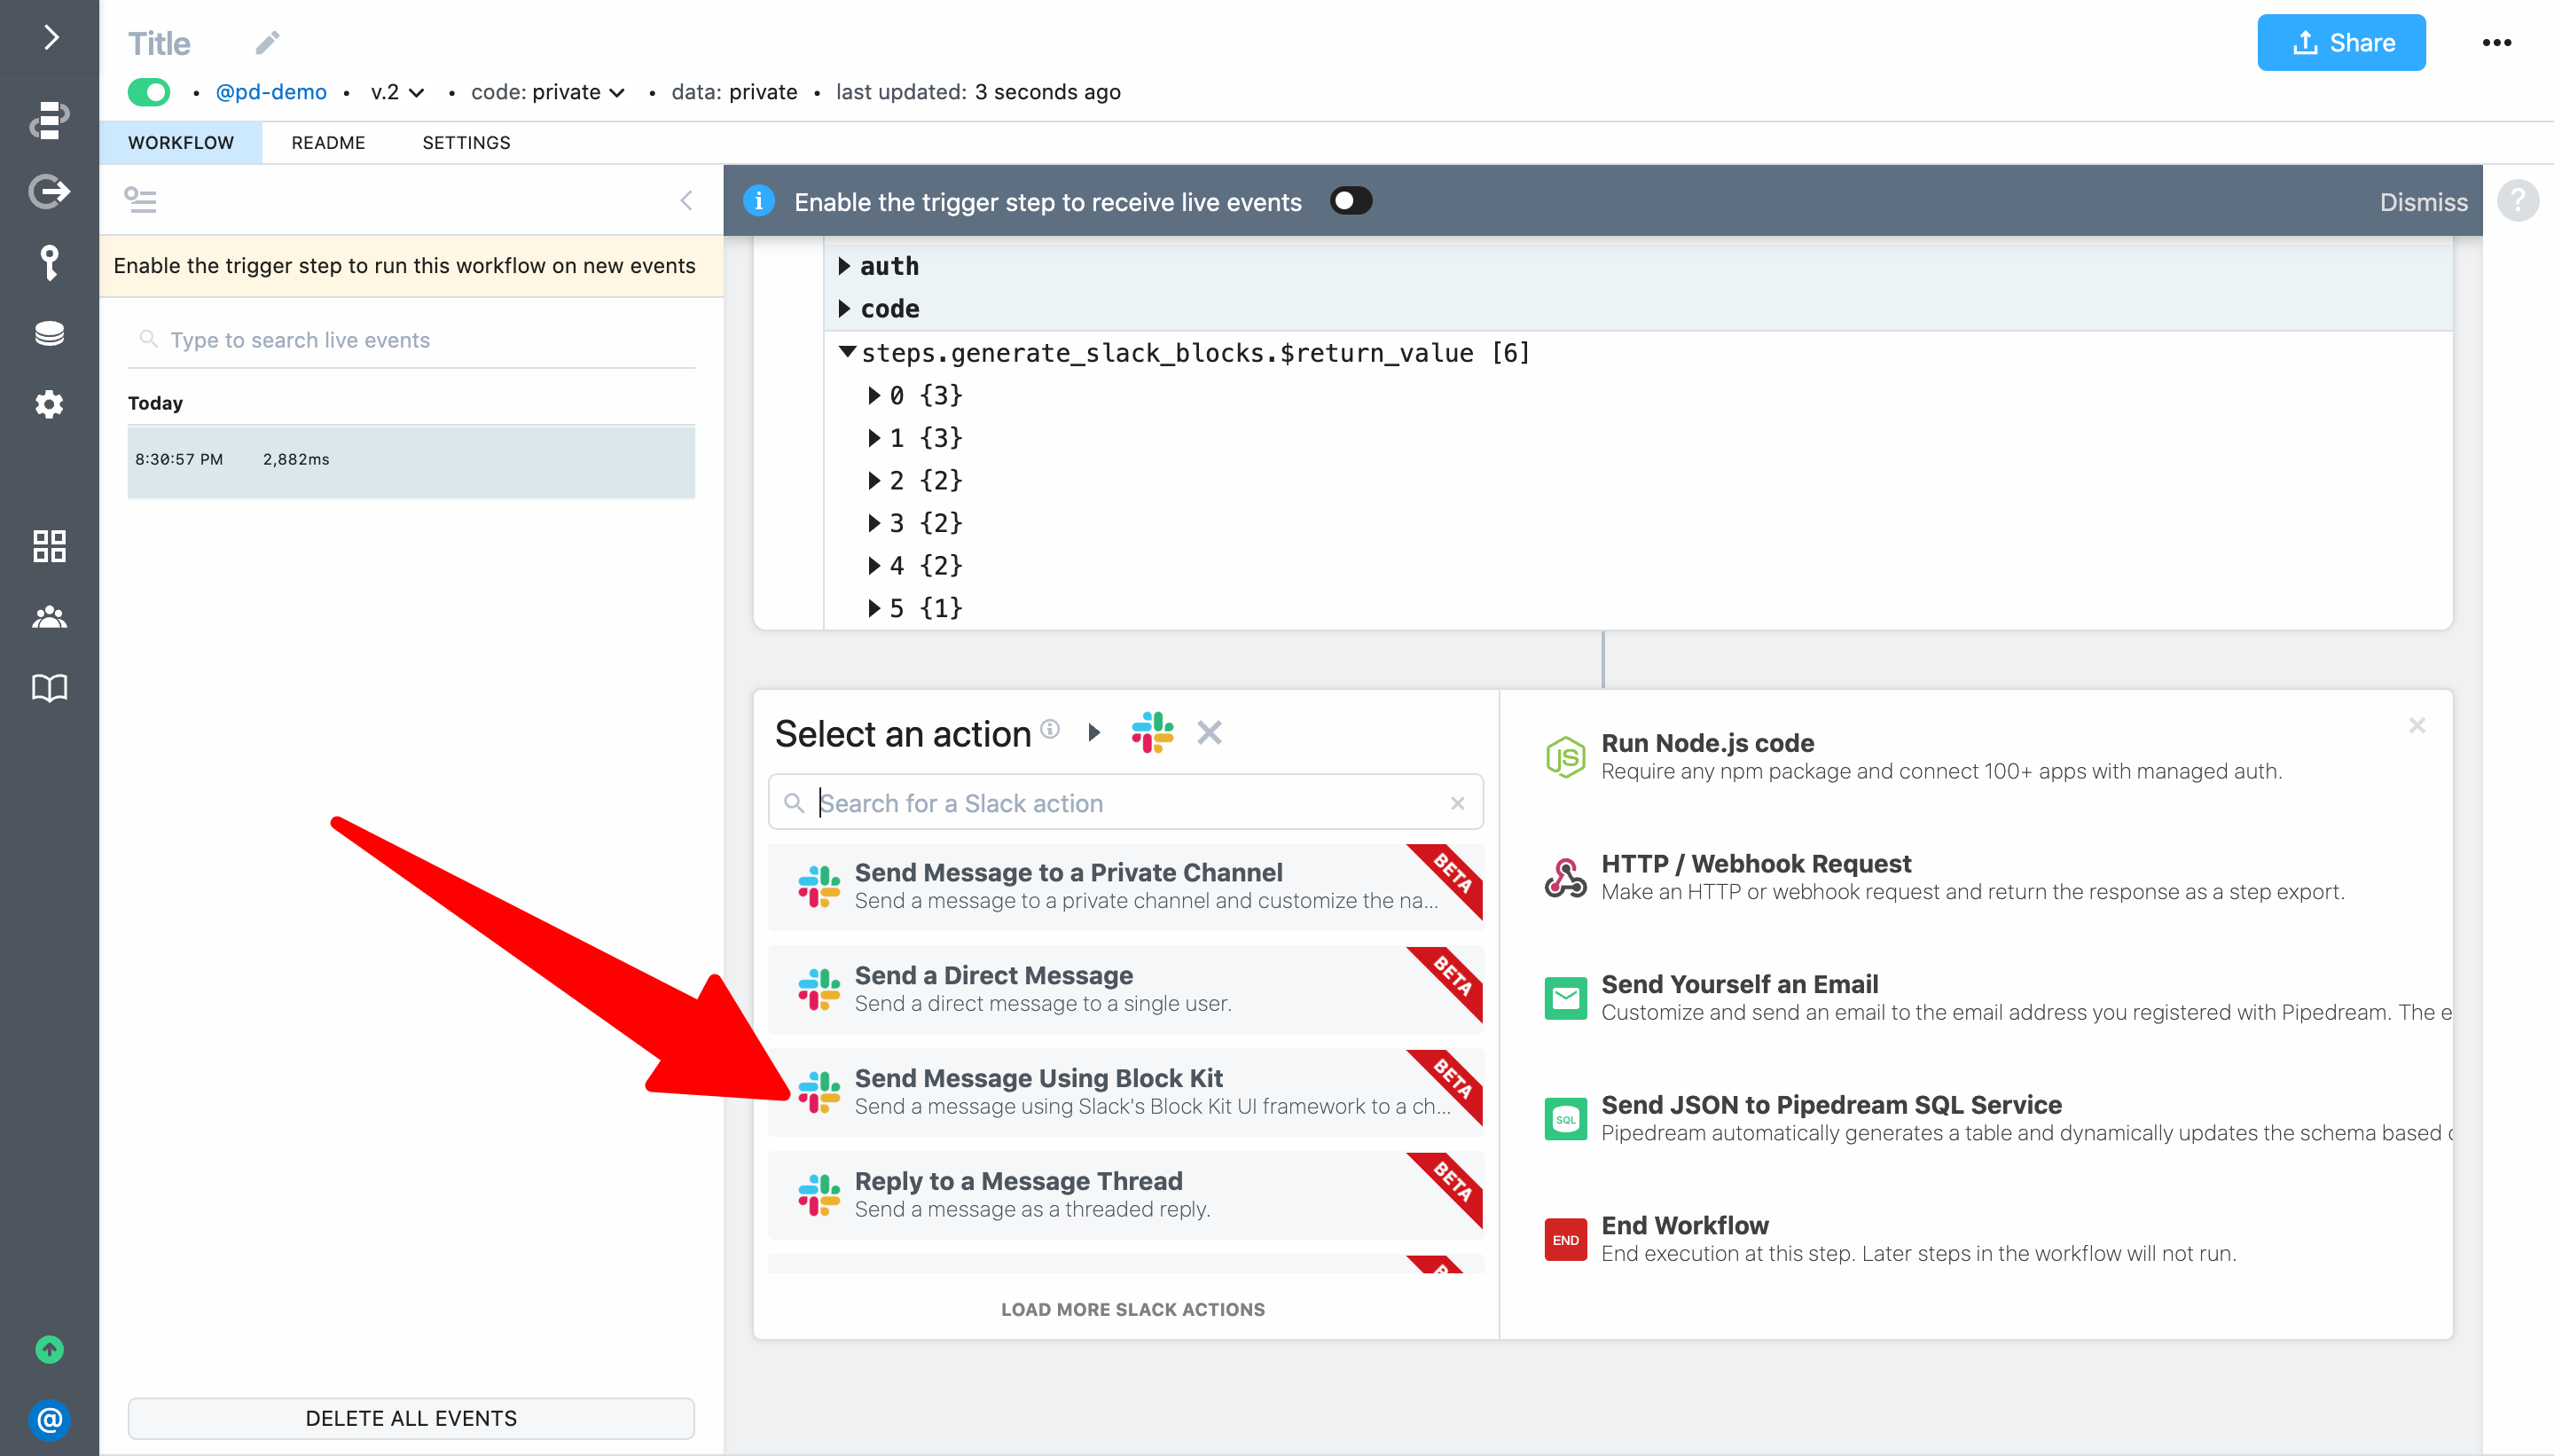 Title
Share
• @pd-demo • v.2 • code: private • data: private • last updated: 3 seconds ago
WORKFLOW README SETTINGS
Enable the trigger step to receive live events
Dismiss
?
Enable the trigger step to run this workflow on new events
Type to search live events
Today
8:30:57 PM 2,882ms
DELETE ALL EVENTS
@
auth
code
steps.generate_slack_blocks.$return_value [6]
0 {3}
1 {3}
2 {2}
3 {2}
4 {2}
5 {1}
Select an action
Search for a Slack action
Send Message to a Private Channel
Send a message to a private channel and customize the na...
BETA
Send a Direct Message
Send a direct message to a single user.
BETA
Send Message Using Block Kit
Send a message using Slack's Block Kit UI framework to a ch...
BETA
Reply to a Message Thread
Send a message as a threaded reply.
BETA
LOAD MORE SLACK ACTIONS
JS
Run Node.js code
Require any npm package and connect 100+ apps with managed auth.
HTTP / Webhook Request
Make an HTTP or webhook request and return the response as a step export.
Send Yourself an Email
Customize and send an email to the email address you registered with Pipedream. The e
SQL
Send JSON to Pipedream SQL Service
Pipedream automatically generates a table and dynamically updates the schema based
END
End Workflow
End execution at this step. Later steps in the workflow will not run.